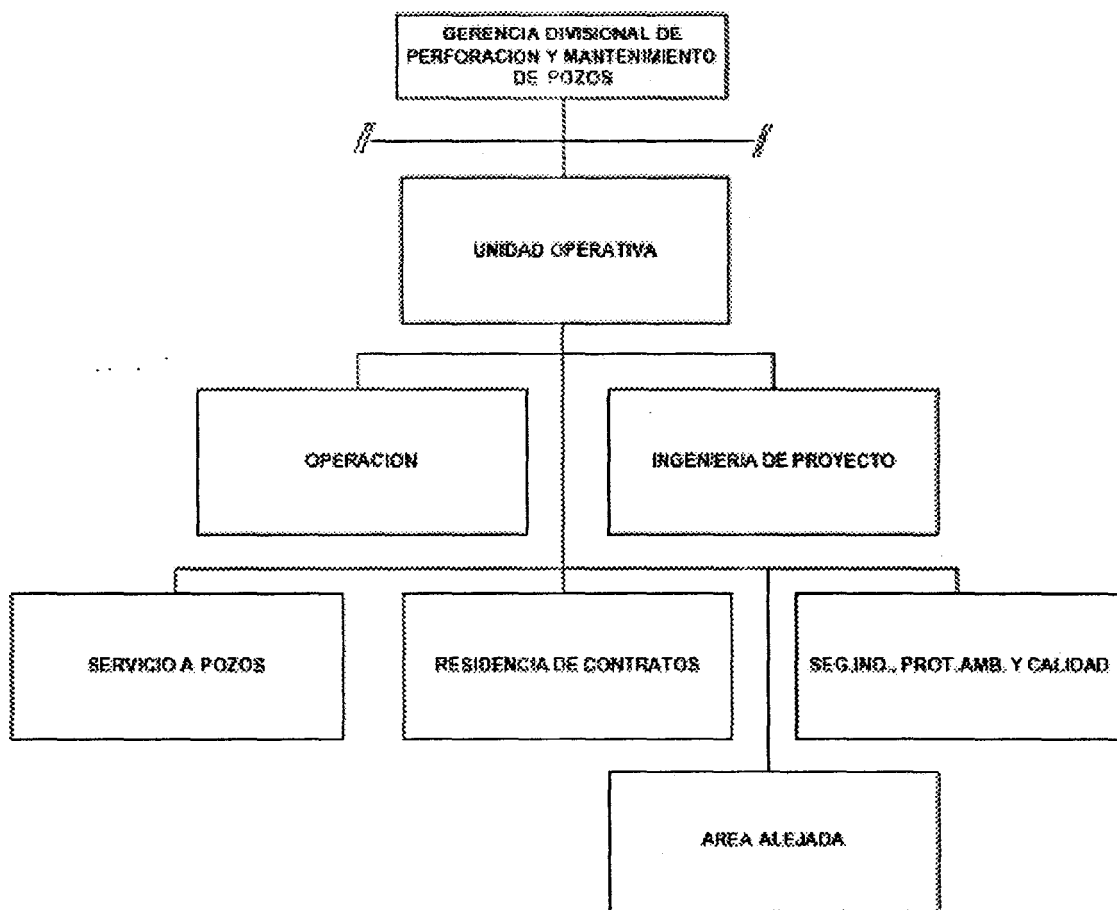 GERENCIA DIVISIONAL DE
PERFORACION Y MANTENIMIENTO
DE POZOS
UNIDAD OPERATIVA
OPERACION
INGENIERIA DE PROYECTO
SERVICIO A POZOS
RESIDENCIA DE CONTRATOS
SEG.IND., PROT.AMB. Y CALIDAD
AREA ALEJADA